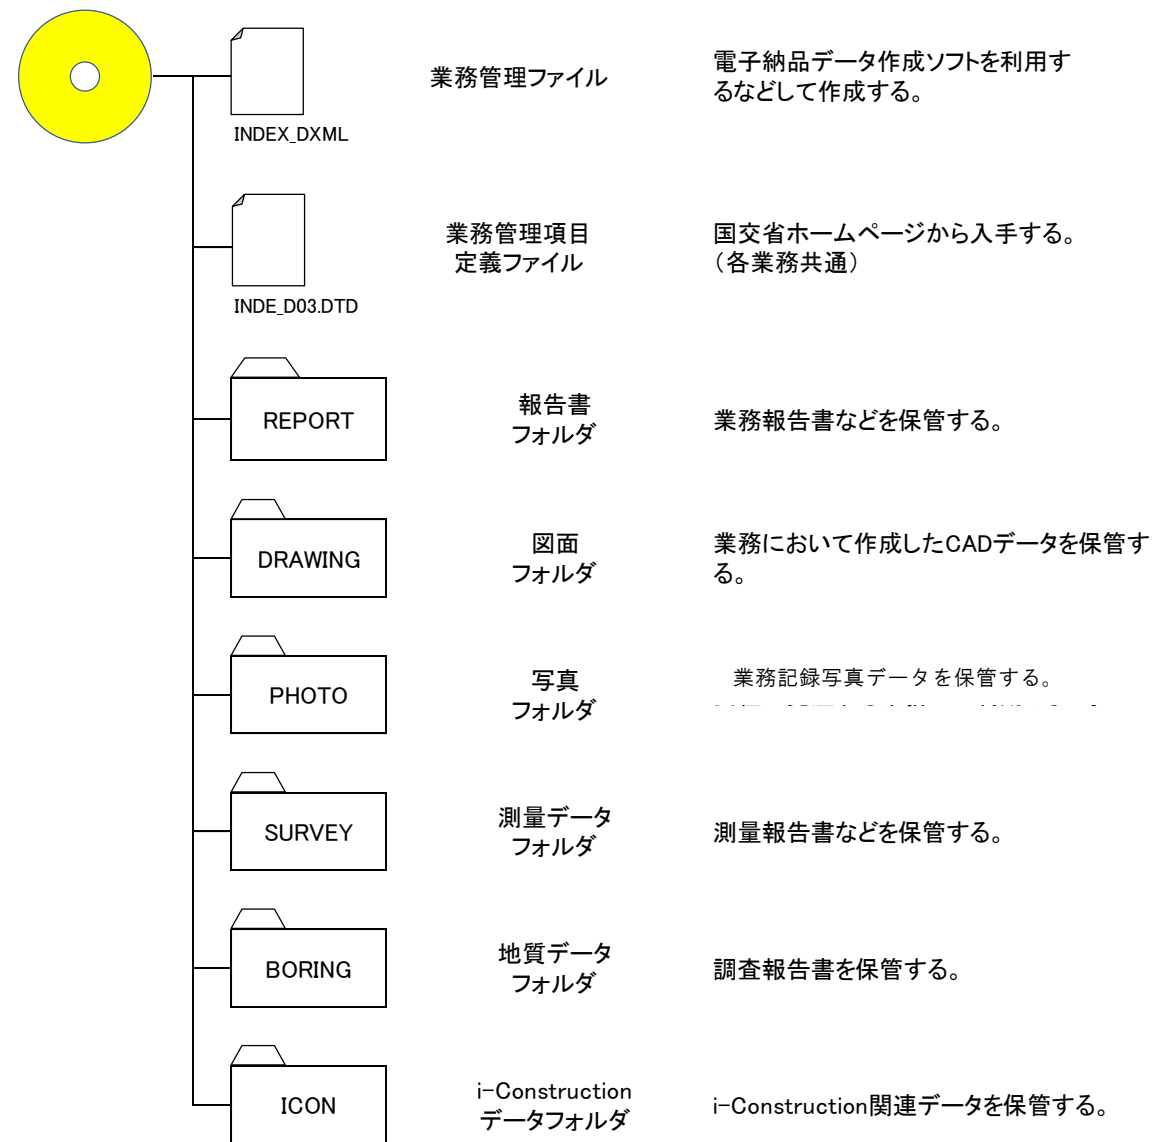 業務管理ファイル
電子納品データ作成ソフトを利用す
るなどして作成する。
INDEX_DXML
業務管理項目
定義ファイル
国交省ホームページから入手する。
（各業務共通）
INDE_D03.DTD
REPORT
報告書
フォルダ
業務報告書などを保管する。
DRAWING
図面
フォルダ
業務において作成したCADデータを保管す
る。
PHOTO
写真
フォルダ
業務記録写真データを保管する。
SURVEY
測量データ
フォルダ
測量報告書などを保管する。
BORING
地質データ
フォルダ
調査報告書を保管する。
ICON
i-Construction
データフォルダ
i-Construction関連データを保管する。